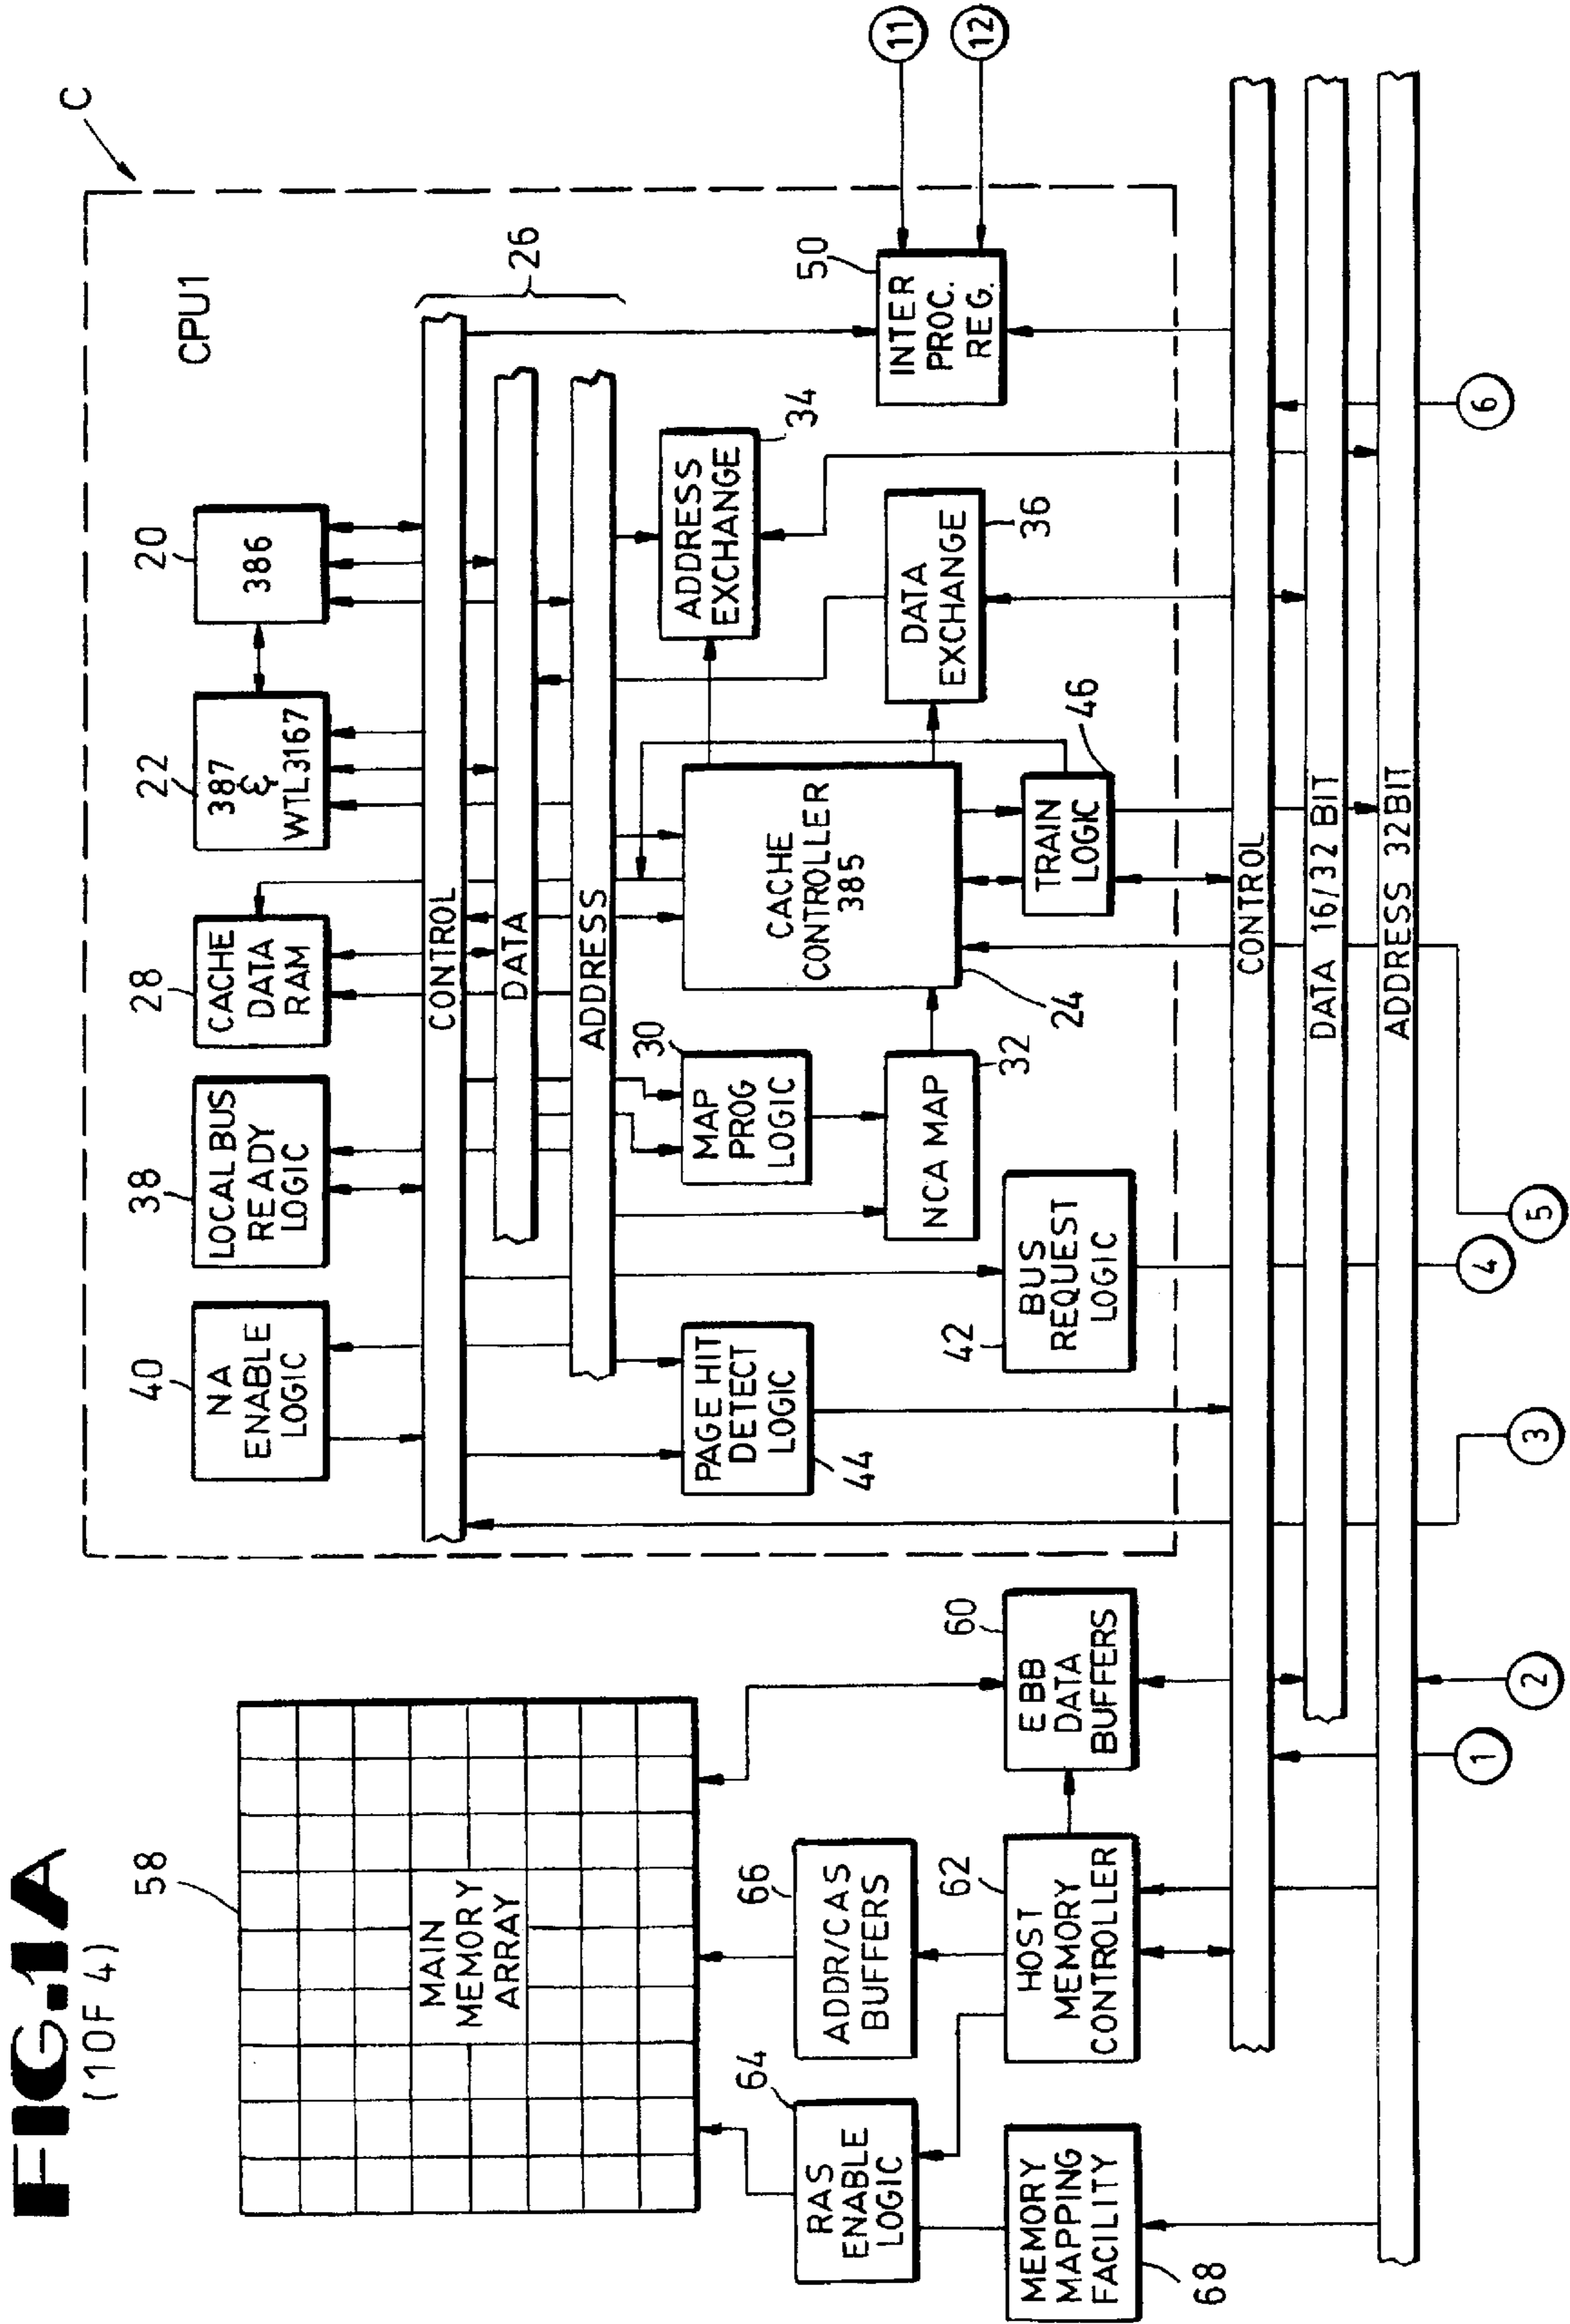 FIG.1A
(1 OF 4)
58
MAIN
MEMORY
ARRAY
64
RAS
ENABLE
LOGIC
66
ADDR/CAS
BUFFERS
MEMORY
MAPPING
FACILITY
68
62
HOST
MEMORY
CONTROLLER
60
EBB
DATA
BUFFERS
C
CPU1
40
NA
ENABLE
LOGIC
38
LOCAL BUS
READY
LOGIC
28
CACHE
DATA
RAM
22
387
&
WTL3167
20
386
26
CONTROL
DATA
ADDRESS
PAGE HIT
DETECT
LOGIC
44
30
MAP
PROG
LOGIC
CACHE
CONTROLLER
385
24
ADDRESS
EXCHANGE
34
42
BUS
REQUEST
LOGIC
NCA MAP
32
TRAIN
LOGIC
46
DATA
EXCHANGE
36
50
INTER
PROC.
REG.
11
12
CONTROL
DATA 16/32 BIT
ADDRESS 32 BIT
1
2
3
4
5
6